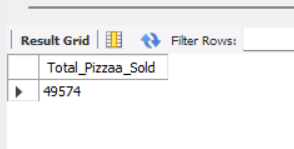 Result Grid Filter Rows:
Total_Pizzaa_Sold
49574